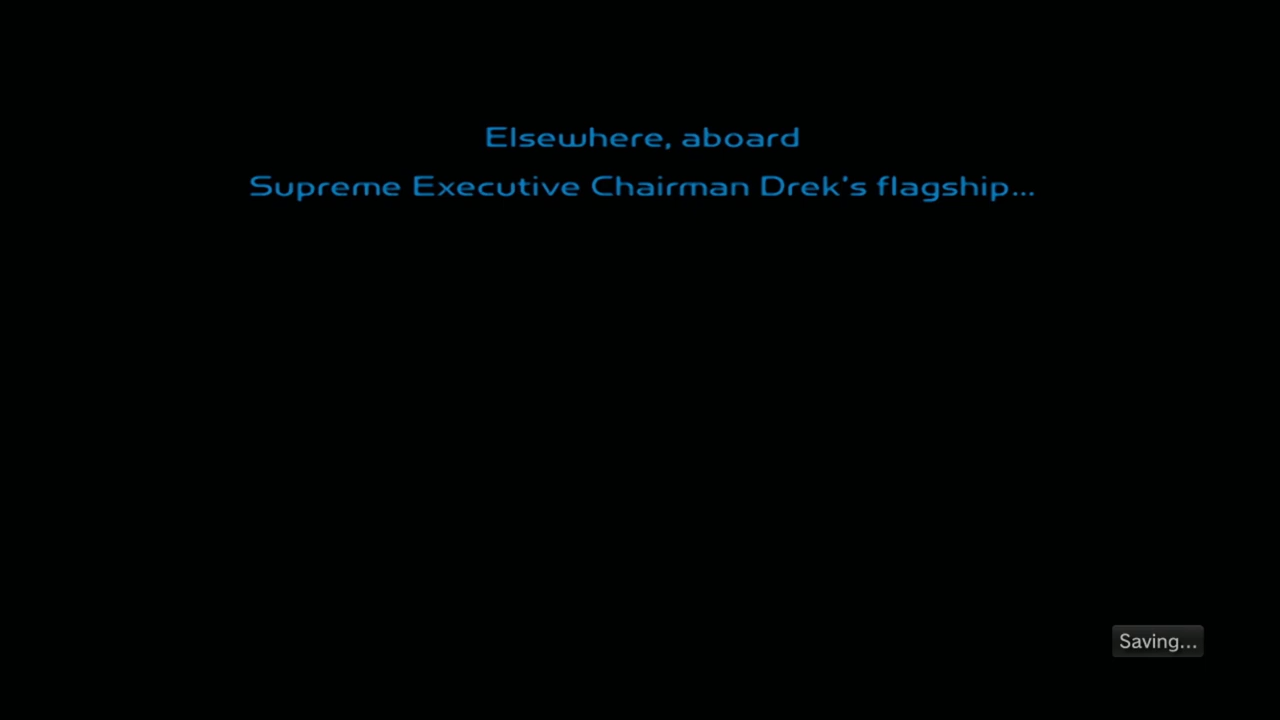 Elsewhere, aboard
Supreme Executive Chairman Drek's flagship...
Saving...